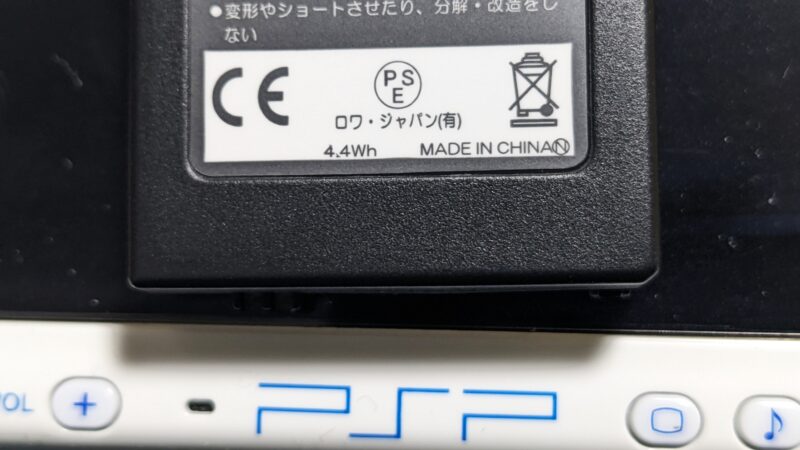 ●変形やショートさせたり、分解・改造をし
ない
CE
PS
E
ロワ・ジャパン(有)
4.4Wh MADE IN CHINA Ⓝ
VOL +
PSP